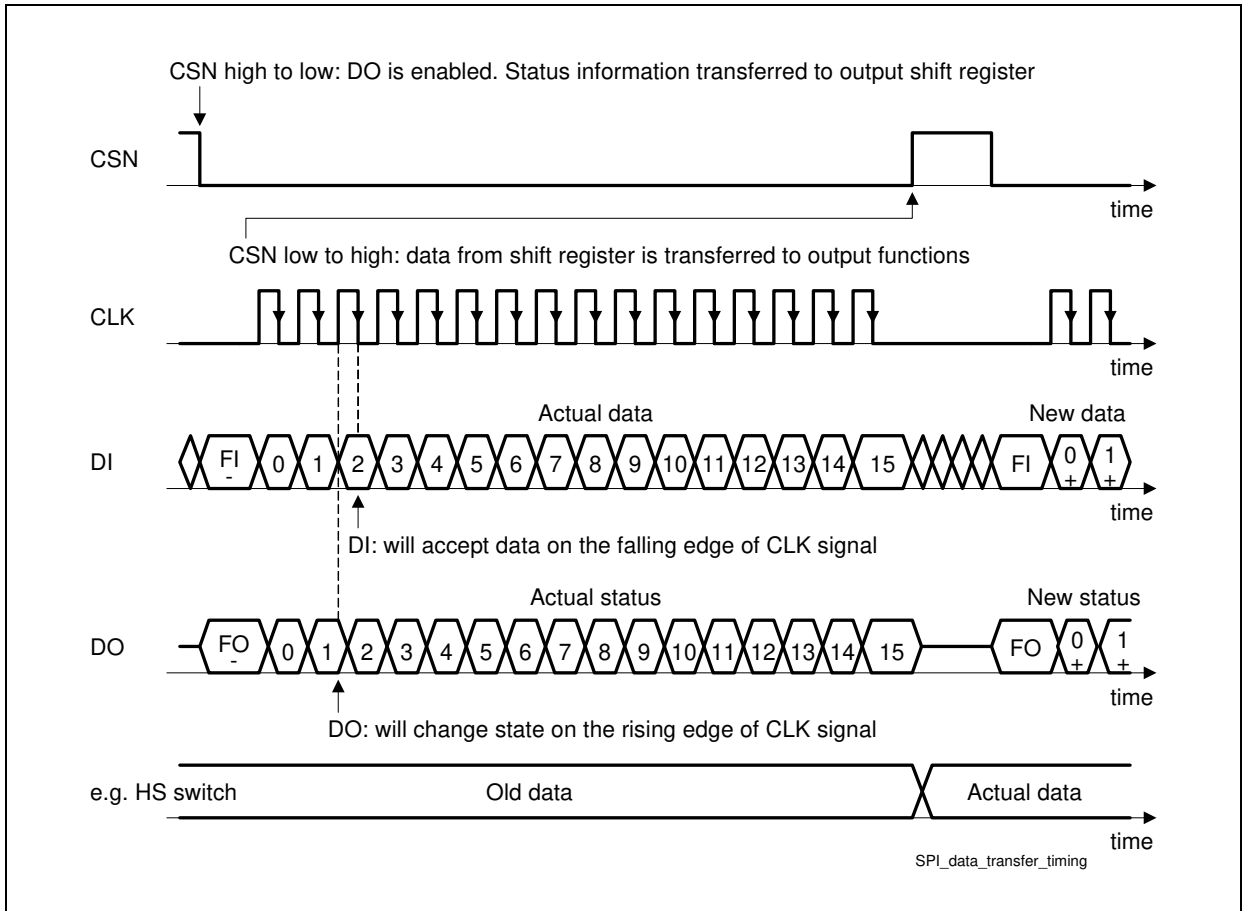 CSN high to low: DO is enabled. Status information transferred to output shift register
CSN
time
CSN low to high: data from shift register is transferred to output functions
CLK
time
Actual data New data
DI FI - 0 1 2 3 4 5 6 7 8 9 10 11 12 13 14 15 FI 0 + 1 +
time
DI: will accept data on the falling edge of CLK signal
Actual status New status
DO FO - 0 1 2 3 4 5 6 7 8 9 10 11 12 13 14 15 FO 0 + 1 +
time
DO: will change state on the rising edge of CLK signal
e.g. HS switch Old data Actual data
time
SPI_data_transfer_timing